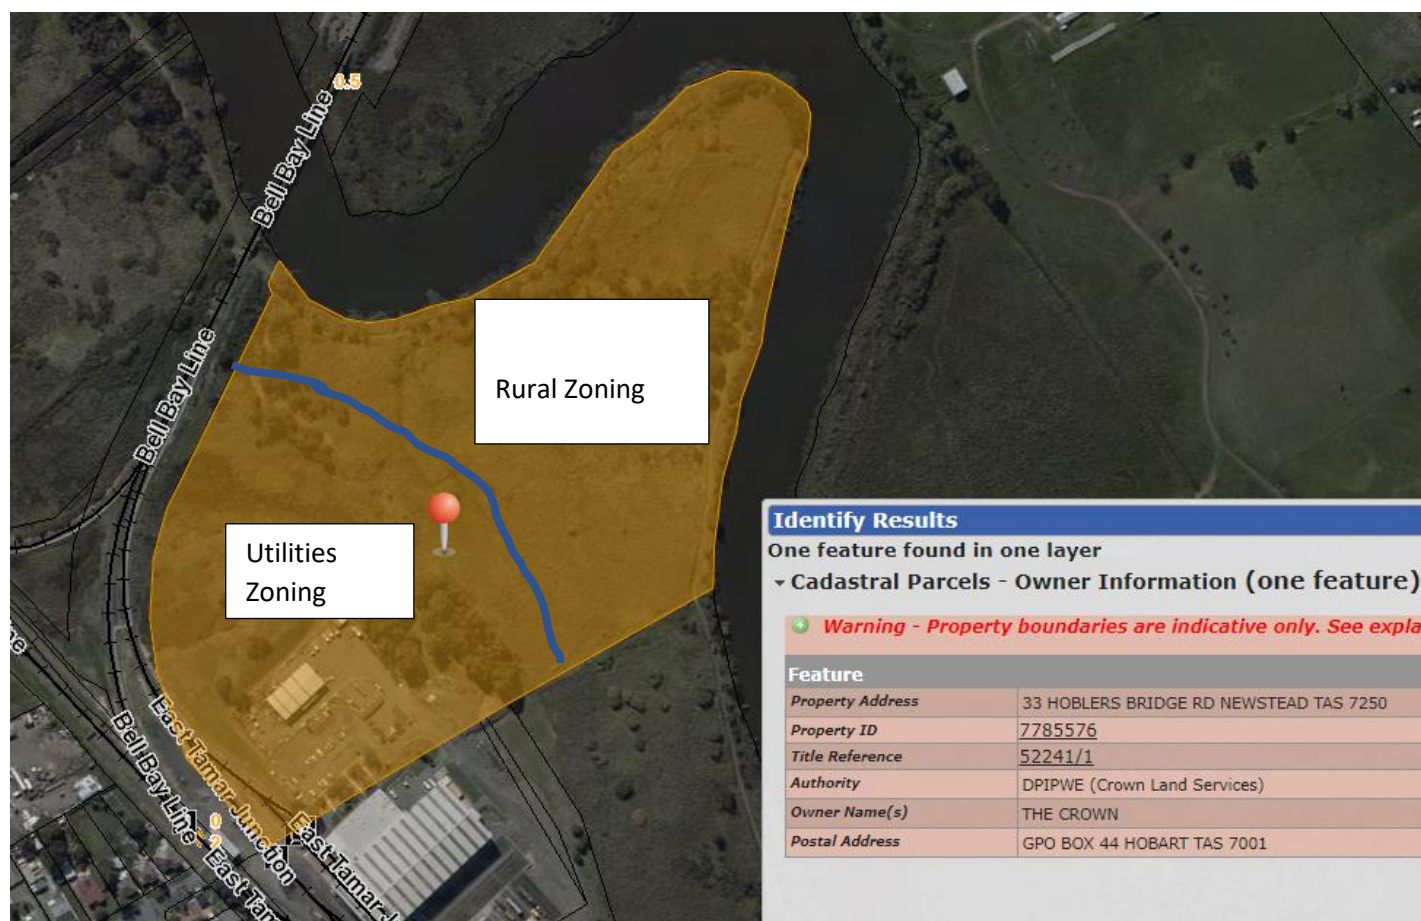 0.5
Bell Bay Line
Bell Bay Line
Rural Zoning
Utilities
Zoning
Identify Results
One feature found in one layer
Cadastral Parcels - Owner Information (one feature)
Warning - Property boundaries are indicative only. See expla
Feature
Property Address 33 HOBLERS BRIDGE RD NEWSTEAD TAS 7250
Property ID 7785576
Title Reference 52241/1
Authority DPIPWE (Crown Land Services)
Owner Name(s) THE CROWN
Postal Address GPO BOX 44 HOBART TAS 7001
ne
East Tamar Junction
Bell Bay Line
0
East Tam
East Tamar J